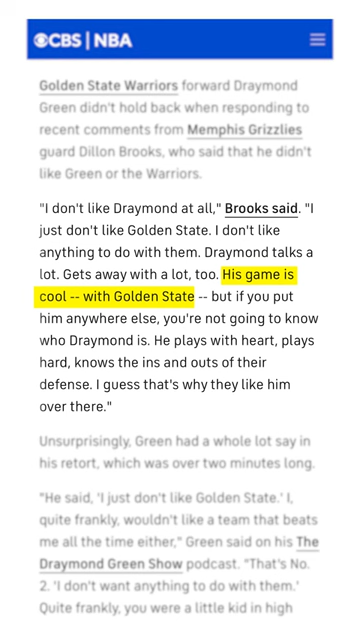 CBS | NBA
Golden State Warriors forward Draymond
Green didn't hold back when responding to
recent comments from Memphis Grizzlies
guard Dillon Brooks, who said that he didn't
like Green or the Warriors.
"I don't like Draymond at all," Brooks said. "I
just don't like Golden State. I don't like
anything to do with them. Draymond talks a
lot. Gets away with a lot, too. His game is
cool -- with Golden State -- but if you put
him anywhere else, you're not going to know
who Draymond is. He plays with heart, plays
hard, knows the ins and outs of their
defense. I guess that's why they like him
over there."
Unsurprisingly, Green had a whole lot say in
his retort, which was over two minutes long.
"He said, 'I just don't like Golden State.' I,
quite frankly, wouldn't like a team that beats
me all the time either," Green said on his The
Draymond Green Show podcast. "That's No.
2. 'I don't want anything to do with them.'
Quite frankly, you were a little kid in high